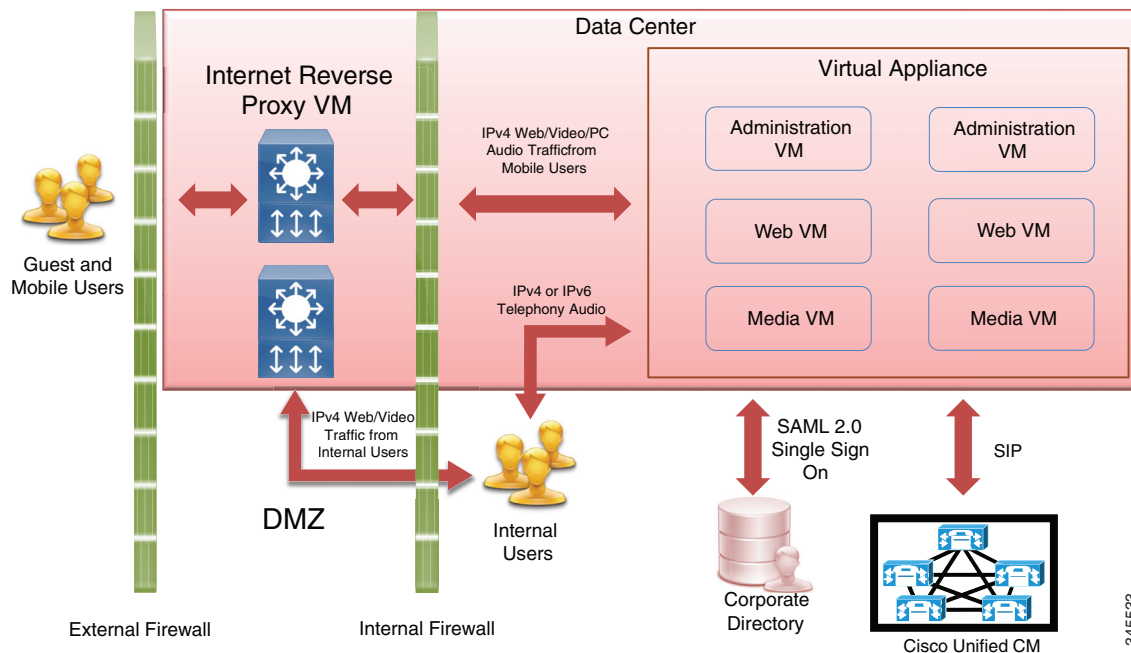 Data Center
Internet Reverse
Proxy VM
Virtual Appliance
IPv4 Web/Video/PC
Audio Trafficfrom
Mobile Users
Administration
VM
Administration
VM
Web VM
Web VM
Guest and
Mobile Users
IPv4 or IPv6
Telephony Audio
Media VM
Media VM
IPv4 Web/Video
Traffic from
Internal Users
SAML 2.0
Single Sign
On
SIP
DMZ
Internal
Users
Corporate
Directory
External Firewall
Internal Firewall
Cisco Unified CM